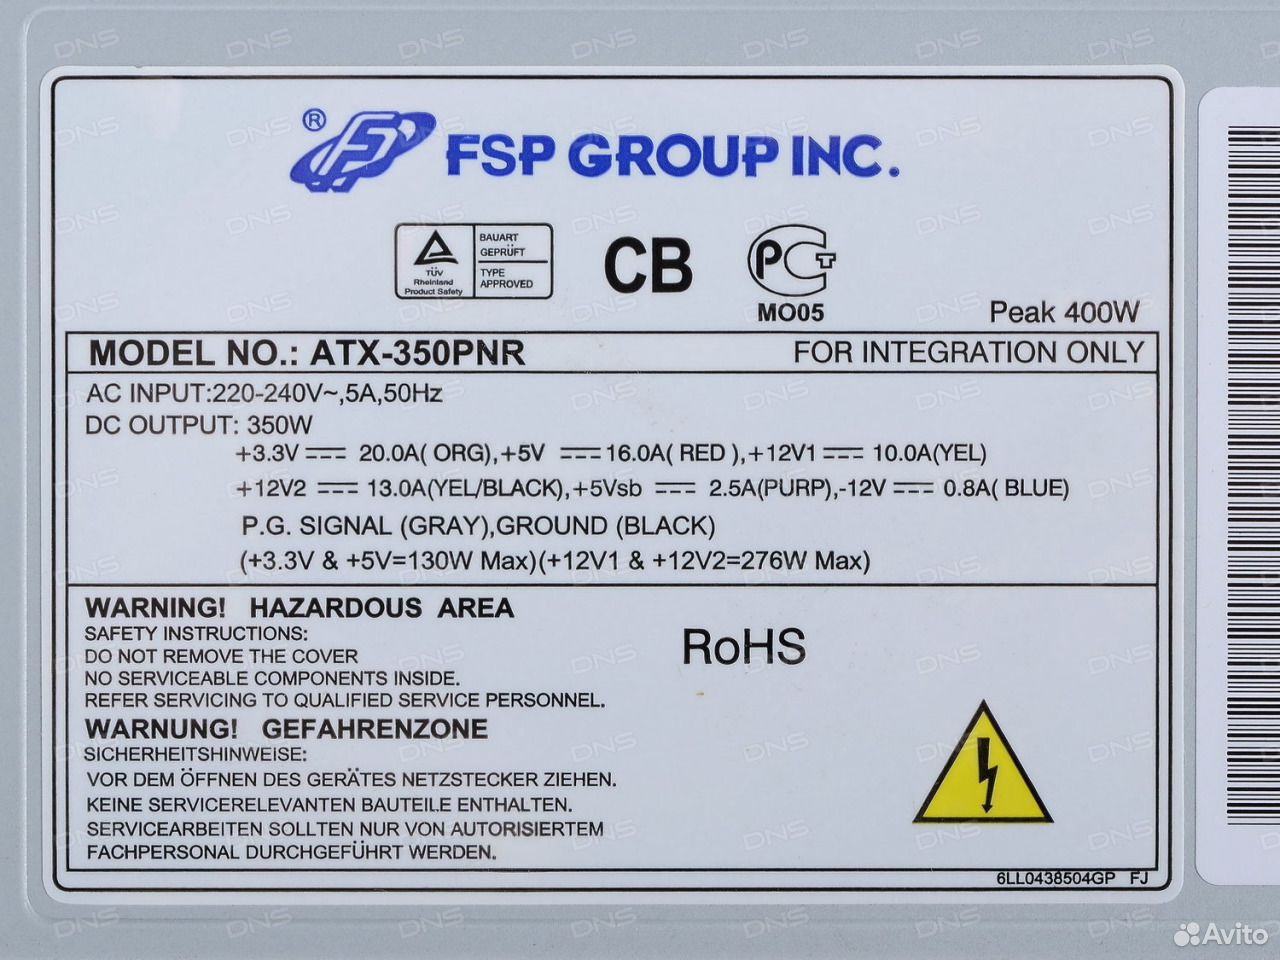 ® FSP GROUP INC.
TÜV
Rheinland
Product Safety
BAUART
GEPRÜFT
TYPE
APPROVED
CB
РСТ
МО05
Peak 400W
MODEL NO.: ATX-350PNR
FOR INTEGRATION ONLY
AC INPUT:220-240V~,5A,50Hz
DC OUTPUT: 350W
+3.3V ⎓ 20.0A( ORG),+5V ⎓ 16.0A( RED ),+12V1 ⎓ 10.0A(YEL)
+12V2 ⎓ 13.0A(YEL/BLACK),+5Vsb ⎓ 2.5A(PURP),-12V ⎓ 0.8A( BLUE)
P.G. SIGNAL (GRAY),GROUND (BLACK)
(+3.3V & +5V=130W Max)(+12V1 & +12V2=276W Max)
WARNING! HAZARDOUS AREA
SAFETY INSTRUCTIONS:
DO NOT REMOVE THE COVER
NO SERVICEABLE COMPONENTS INSIDE.
REFER SERVICING TO QUALIFIED SERVICE PERSONNEL.
RoHS
WARNUNG! GEFAHRENZONE
SICHERHEITSHINWEISE:
VOR DEM ÖFFNEN DES GERÄTES NETZSTECKER ZIEHEN.
KEINE SERVICERELEVANTEN BAUTEILE ENTHALTEN.
SERVICEARBEITEN SOLLTEN NUR VON AUTORISIERTEM
FACHPERSONAL DURCHGEFÜHRT WERDEN.
6LL0438504GP FJ
DNS
Avito